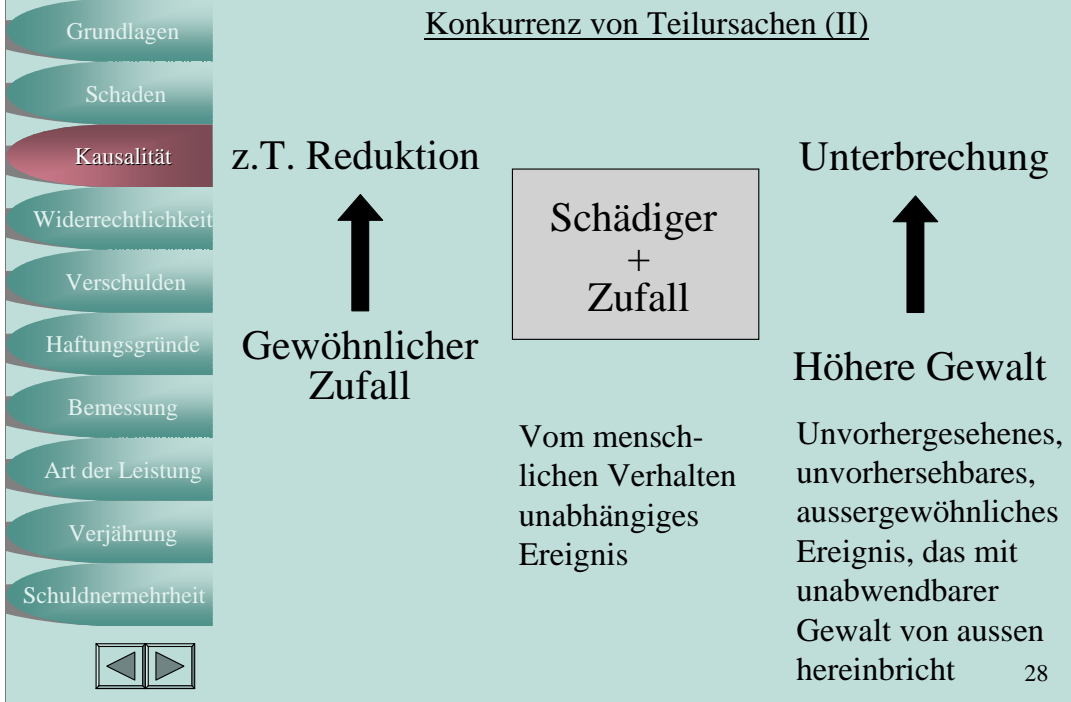 Konkurrenz von Teilursachen (II)
Grundlagen
Schaden
Kausalität
Widerrechtlichkeit
Verschulden
Haftungsgründe
Bemessung
Art der Leistung
Verjährung
Schuldnermehrheit
z.T. Reduktion
Gewöhnlicher
Zufall
Schädiger
+
Zufall
Vom mensch-
lichen Verhalten
unabhängiges
Ereignis
Unterbrechung
Höhere Gewalt
Unvorhergesehenes,
unvorhersehbares,
aussergewöhnliches
Ereignis, das mit
unabwendbarer
Gewalt von aussen
hereinbricht
28